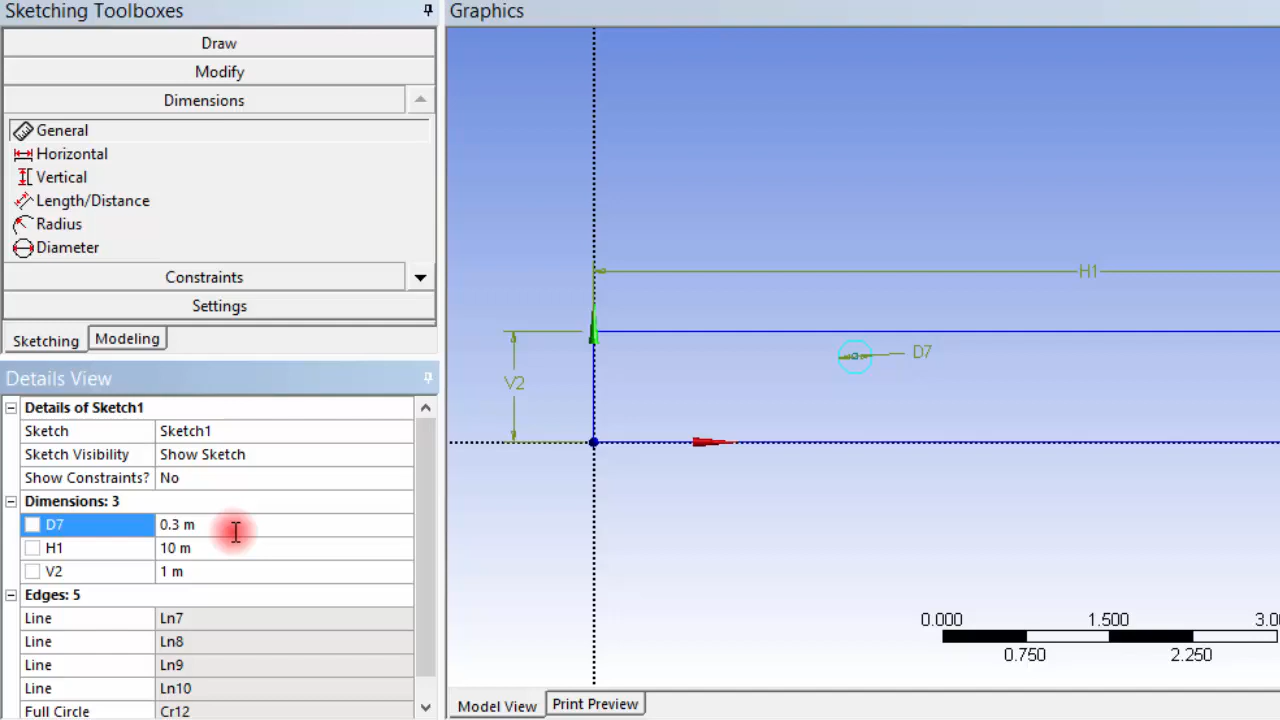 Sketching Toolboxes
Draw
Modify
Dimensions
General
Horizontal
Vertical
Length/Distance
Radius
Diameter
Constraints
Settings
Sketching Modeling
Details View
Details of Sketch1
Sketch Sketch1
Sketch Visibility Show Sketch
Show Constraints? No
Dimensions: 3
D7 0.3 m
H1 10 m
V2 1 m
Edges: 5
Line Ln7
Line Ln8
Line Ln9
Line Ln10
Full Circle Cr12
Graphics
H1
D7
V2
0.000 1.500 3.0
0.750 2.250
Model View Print Preview